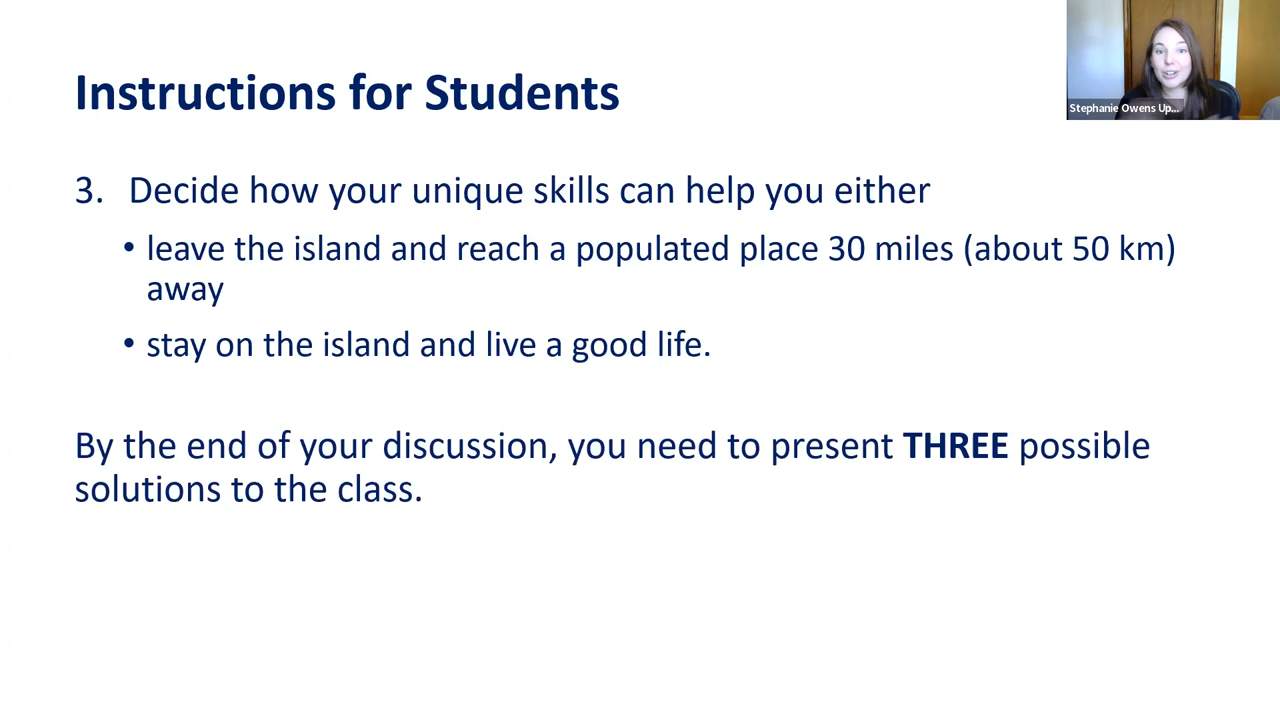 Instructions for Students
Stephanie Owens Up...
3. Decide how your unique skills can help you either
• leave the island and reach a populated place 30 miles (about 50 km)
away
• stay on the island and live a good life.
By the end of your discussion, you need to present THREE possible
solutions to the class.